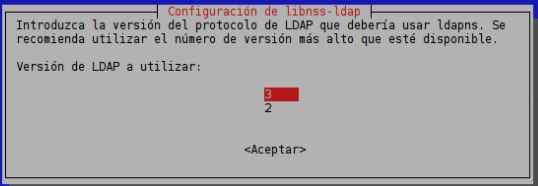 Configuración de libnss-ldap
Introduzca la versión del protocolo de LDAP que debería usar ldapns. Se
recomienda utilizar el número de versión más alto que esté disponible.
Versión de LDAP a utilizar:
3
2
<Aceptar>